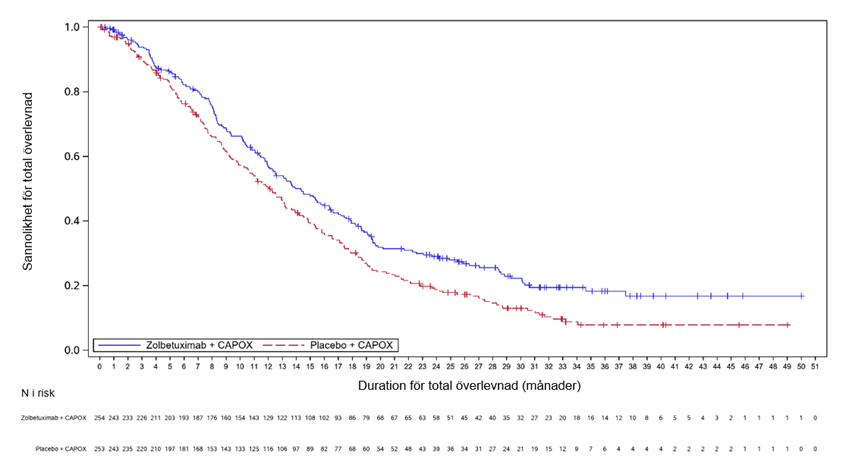 Sannolikhet för total överlevnad
1.0
0.8
0.6
0.4
0.2
0.0
Zolbetuximab + CAPOX Placebo + CAPOX
0 1 2 3 4 5 6 7 8 9 10 11 12 13 14 15 16 17 18 19 20 21 22 23 24 25 26 27 28 29 30 31 32 33 34 35 36 37 38 39 40 41 42 43 44 45 46 47 48 49 50 51
Duration för total överlevnad (månader)
N i risk
Zolbetuximab + CAPOX 254 243 233 226 211 203 193 187 176 160 154 143 129 122 113 108 102 93 86 79 68 67 65 63 58 51 45 42 40 35 32 27 23 20 18 16 14 12 10 8 6 5 5 4 3 2 1 1 1 1 1 0
Placebo + CAPOX 253 243 235 220 210 197 181 168 153 143 133 125 116 106 97 89 82 77 68 60 54 52 48 43 39 36 34 31 27 24 21 19 15 12 9 7 6 4 4 4 4 2 2 2 2 2 1 1 1 1 0 0